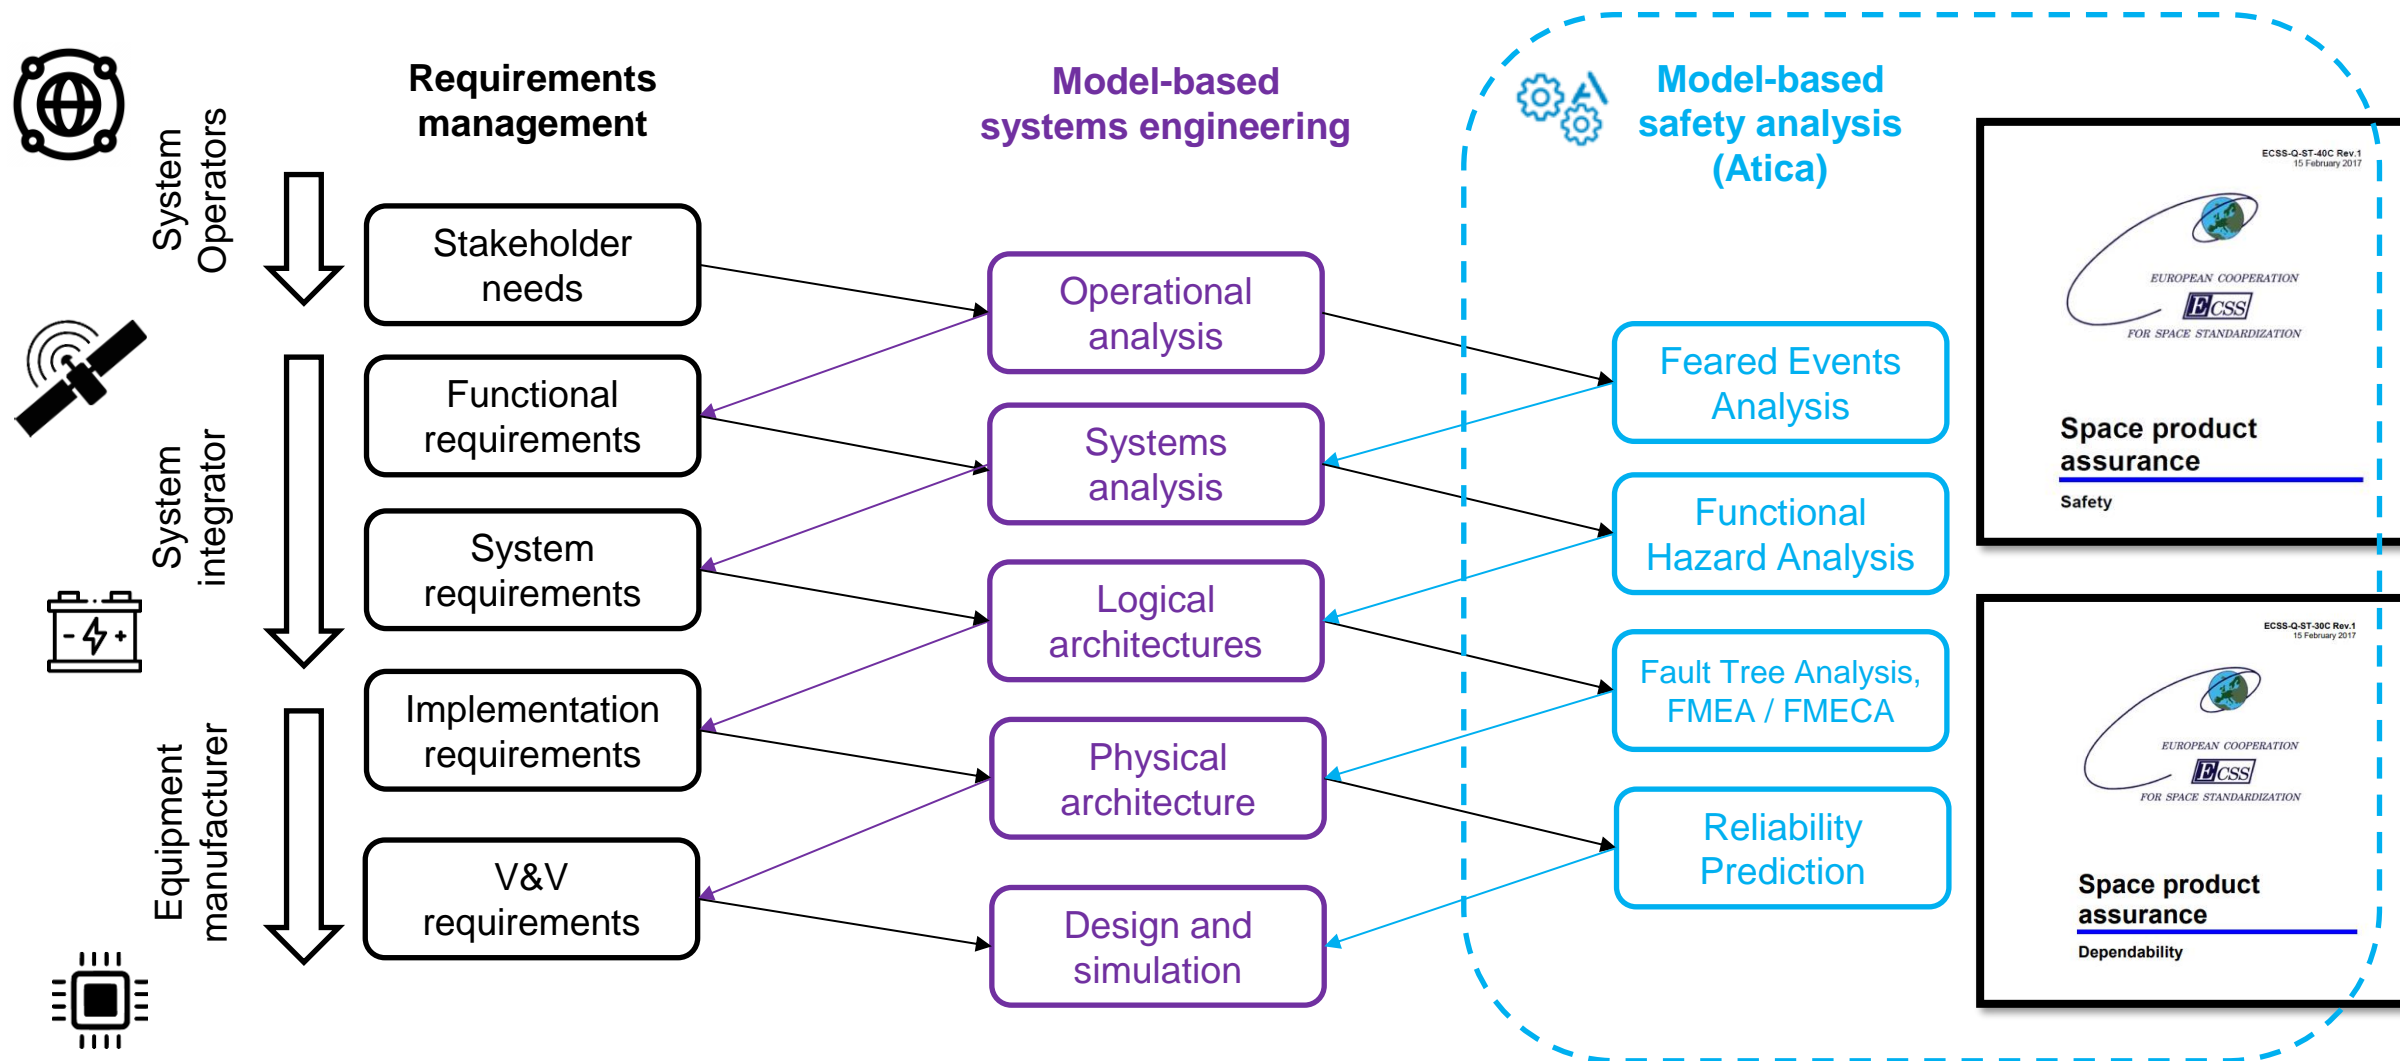 System
Operators
System
integrator
- +
Equipment
manufacturer
Requirements
management
Stakeholder
needs
Functional
requirements
System
requirements
Implementation
requirements
V&V
requirements
Model-based
systems engineering
Operational
analysis
Systems
analysis
Logical
architectures
Physical
architecture
Design and
simulation
Model-based
safety analysis
(Atica)
Feared Events
Analysis
Functional
Hazard Analysis
Fault Tree Analysis,
FMEA / FMECA
Reliability
Prediction
ECSS-Q-ST-40C Rev.1
15 February 2017
EUROPEAN COOPERATION
ECSS
FOR SPACE STANDARDIZATION
Space product
assurance
Safety
ECSS-Q-ST-30C Rev.1
15 February 2017
EUROPEAN COOPERATION
ECSS
FOR SPACE STANDARDIZATION
Space product
assurance
Dependability